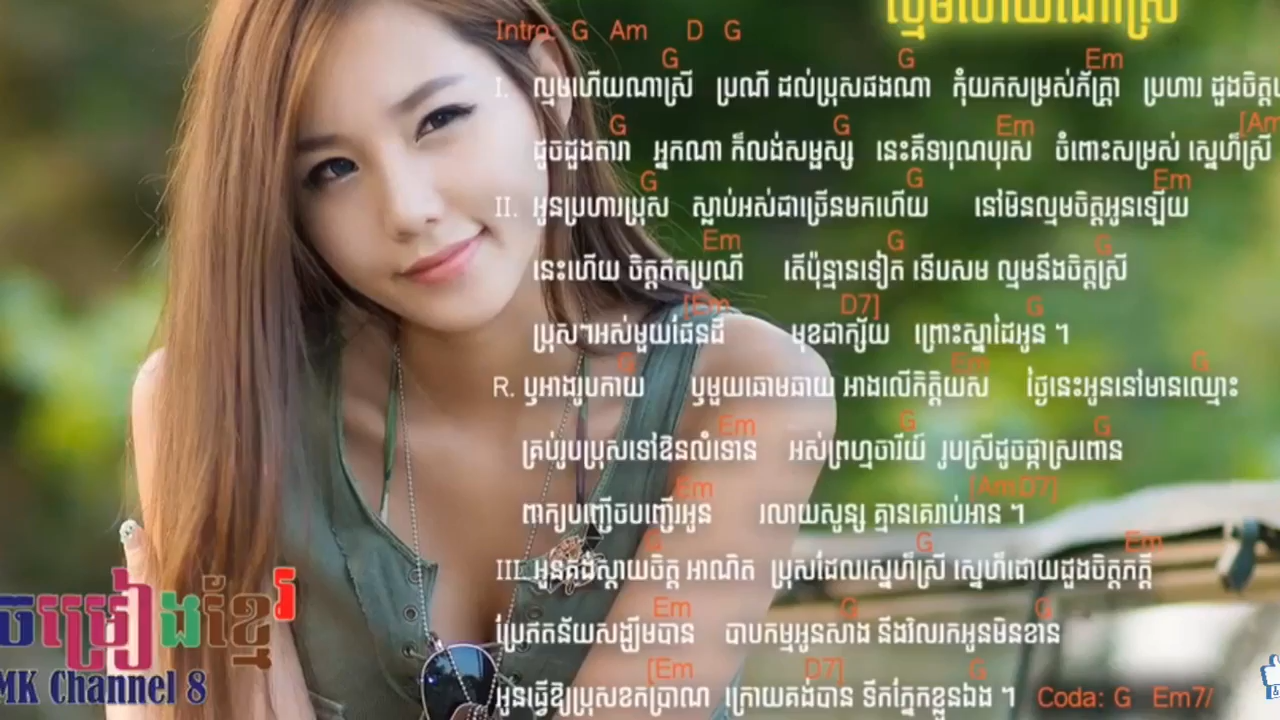 ល្មមហើយណាស្រី
Intro: G Am D G
G G Em
I. ល្មមហើយណាស្រី ប្រណី ដល់ប្រុសផងណា កុំយកសម្រស់ភ័ក្ត្រា ប្រហារ ដួងចិត្ត
G G Em [Am
ដូចដួងតារា អ្នកណា ក៏លង់សម្ផស្ស នេះគឺទារុណបុរស ចំពោះសម្រស់ ស្នេហ៏ស្រី
G G Em
II. អូនប្រហារប្រុស ស្លាប់អស់ជាច្រើនមកហើយ នៅមិនល្មមចិត្តអូនឡើយ
Em G G
នេះហើយ ចិត្តឥតប្រណី តើប៉ុន្មានទៀត ទើបសម ល្មមនឹងចិត្តស្រី
[Em D7] G
ប្រុសៗអស់មួយផែនដី មុខជាក្ស័យ ព្រោះស្នាដៃអូន ។
G Em G
R. ឫអាងរូបកាយ ឫមួយឆោមឆាយ អាងលើកិត្តិយស ថ្ងៃនេះអូននៅមានឈ្មោះ
Em G G
គ្រប់រូបប្រុសទៅឱនលំទោន អស់ព្រហ្មចារីយ៍ រូបស្រីដូចផ្កាស្រពោន
Em [Am D7]
ពាក្យបញ្ជើចបញ្ជើរអូន រលាយសូន្យ គ្មានគេរាប់អាន ។
G G Em
III. អូនគង់ស្តាយចិត្ត អាណិត ប្រុសដែលស្នេហ៏ស្រី ស្នេហ៏ដោយដួងចិត្តភក្តី
Em G G
ប្រែឥតន័យសង្ឃឹមបាន បាបកម្មអូនសាង នឹងវិលរកអូនមិនខាន
[Em D7] G
អូនធ្វើឱ្យប្រុសខកប្រាណ ក្រោយគង់បាន ទឹកភ្នែកខ្លួនឯង ។ Coda: G Em7/
ចម្រៀងខ្មែរ
MK Channel 8